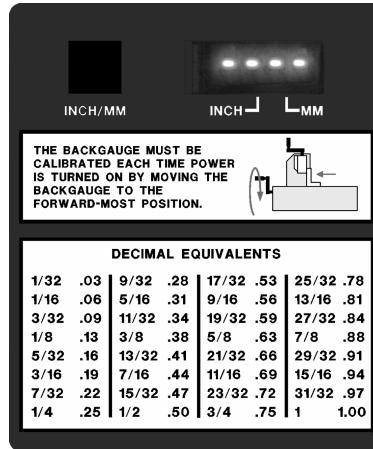 INCH/MM
INCH MM
THE BACKGAUGE MUST BE
CALIBRATED EACH TIME POWER
IS TURNED ON BY MOVING THE
BACKGAUGE TO THE
FORWARD-MOST POSITION.
DECIMAL EQUIVALENTS
1/32 .03 9/32 .28 17/32 .53 25/32 .78
1/16 .06 5/16 .31 9/16 .56 13/16 .81
3/32 .09 11/32 .34 19/32 .59 27/32 .84
1/8 .13 3/8 .38 5/8 .63 7/8 .88
5/32 .16 13/32 .41 21/32 .66 29/32 .91
3/16 .19 7/16 .44 11/16 .69 15/16 .94
7/32 .22 15/32 .47 23/32 .72 31/32 .97
1/4 .25 1/2 .50 3/4 .75 1 1.00